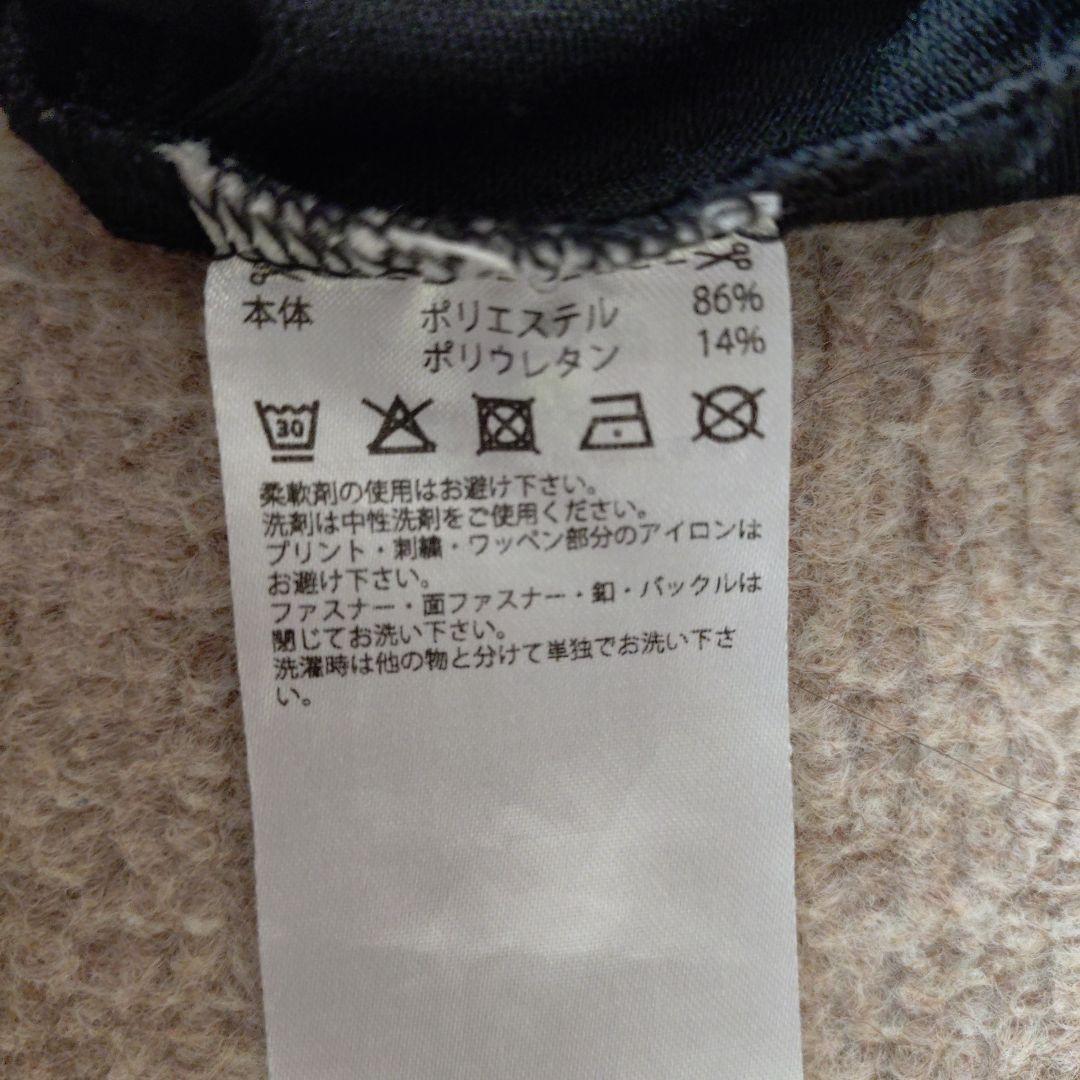 本体 ポリエステル 86%
ポリウレタン 14%
30
柔軟剤の使用はお避け下さい。
洗剤は中性洗剤をご使用ください。
プリント・刺繍・ワッペン部分のアイロンは
お避け下さい。
ファスナー・面ファスナー・釦・バックルは
閉じてお洗い下さい。
洗濯時は他の物と分けて単独でお洗い下さ
い。